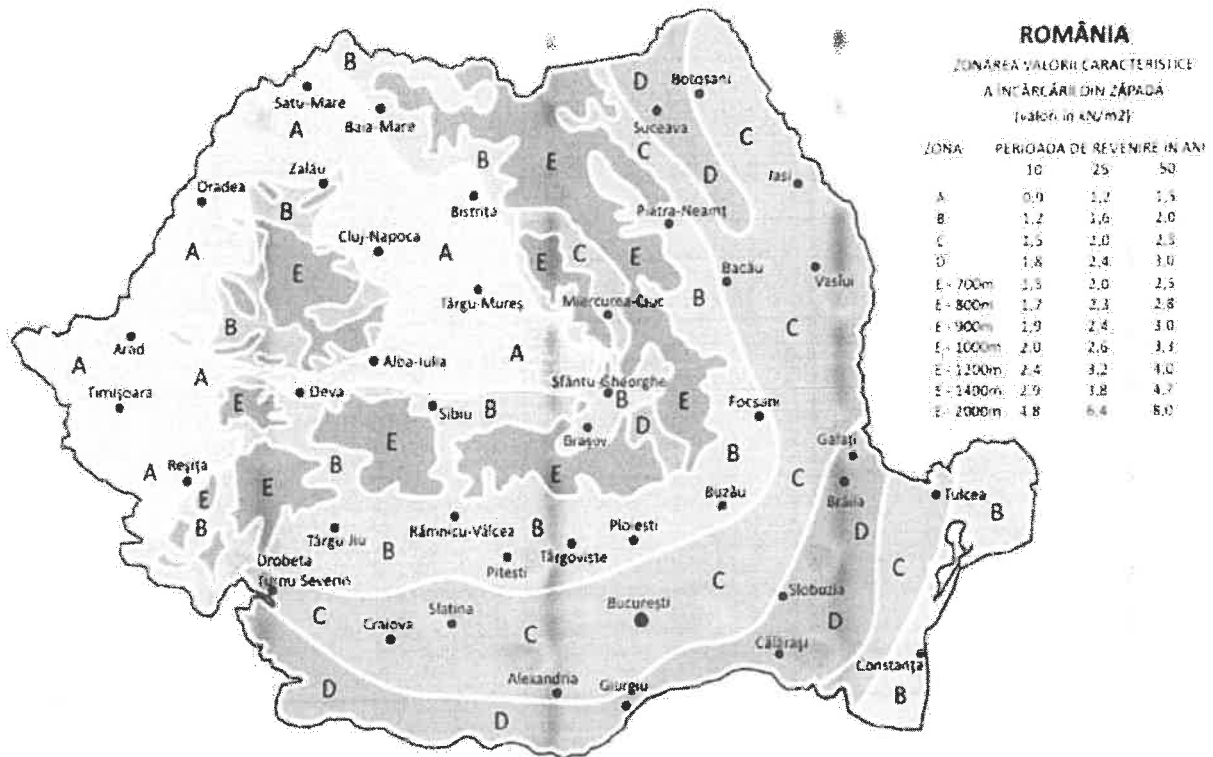 ROMÂNIA
ZONAREA VALORII CARACTERISTICE
A ÎNCĂRCĂRII DIN ZĂPADĂ
(valori în kN/m2)
ZONA PERIOADA DE REVENIRE IN ANI
10 25 50
A 0,9 1,2 1,5
B 1,2 1,6 2,0
C 1,5 2,0 2,5
D 1,8 2,4 3,0
E - 700m 1,5 2,0 2,5
E - 800m 1,7 2,3 2,8
E - 900m 1,9 2,4 3,0
E - 1000m 2,0 2,6 3,3
E - 1200m 2,4 3,2 4,0
E - 1400m 2,9 3,8 4,7
E - 2000m 4,8 6,4 8,0
B
Satu-Mare
A
Baia-Mare
D
Botoșani
Suceava
C
C
Zalău
B
E
D
Iasi
Oradea
B
Bistrița
Piatra-Neamț
Cluj-Napoca
A
A
E
E
C
E
Bacău
Vaslui
Târgu-Mureș
Miercurea-Ciuc
B
C
B
Arad
A
A
Alba-Iulia
A
Timișoara
E
Deva
Sibiu
B
Sfântu-Gheorghe
B
E
Focșani
D
Brașov
E
B
E
B
Galați
A
Reșița
E
E
C
Buzău
Brăila
Tulcea
B
B
Târgu-Jiu
B
Râmnicu-Vâlcea
B
Ploiești
D
Târgoviște
Pitești
Drobeta
Turnu Severin
C
C
C
Slatina
București
Slobozia
Craiova
C
D
Călărași
Constanța
D
Alexandria
Giurgiu
B
D